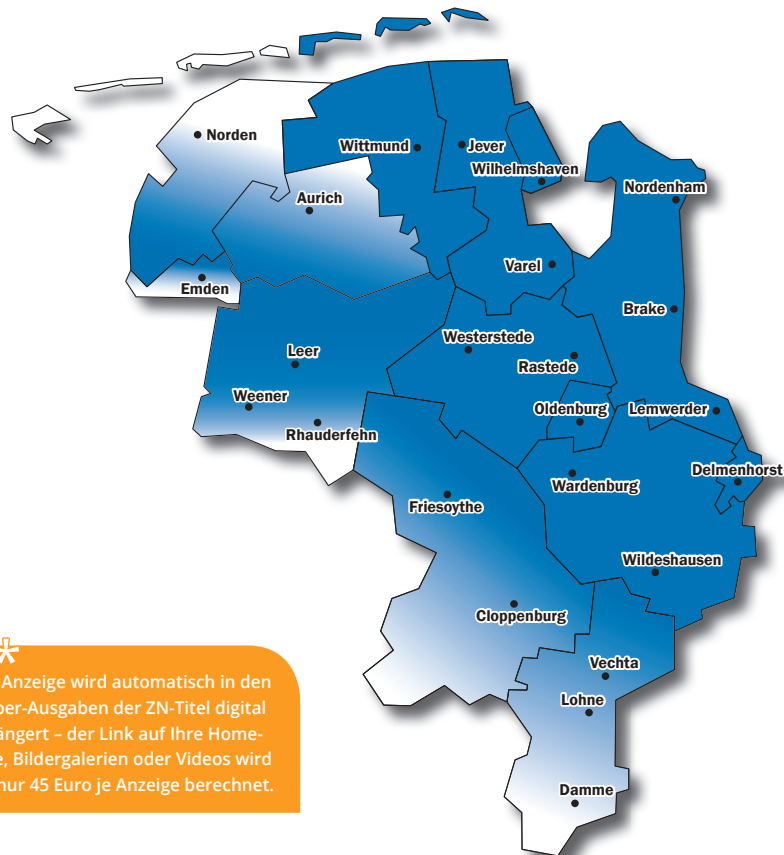 Norden
Wittmund
Jever
Wilhelmshaven
Nordenham
Aurich
Varel
Emden
Brake
Westerstede
Leer
Rastede
Weener
Oldenburg
Lemwerder
Rhauderfehn
Delmenhorst
Wardenburg
Friesoythe
Wildeshausen
Cloppenburg
Vechta
Lohne
Damme
*
Anzeige wird automatisch in den
-Ausgaben der ZN-Titel digital
– der Link auf Ihre Home-
, Bildergalerien oder Videos wird
nur 45 Euro je Anzeige berechnet.